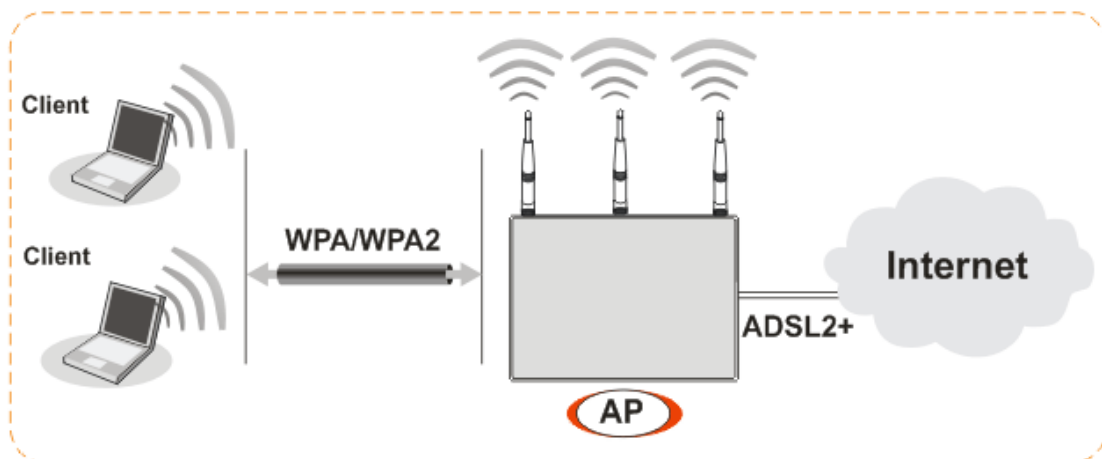 Client
Client
WPA/WPA2
AP
ADSL2+
Internet